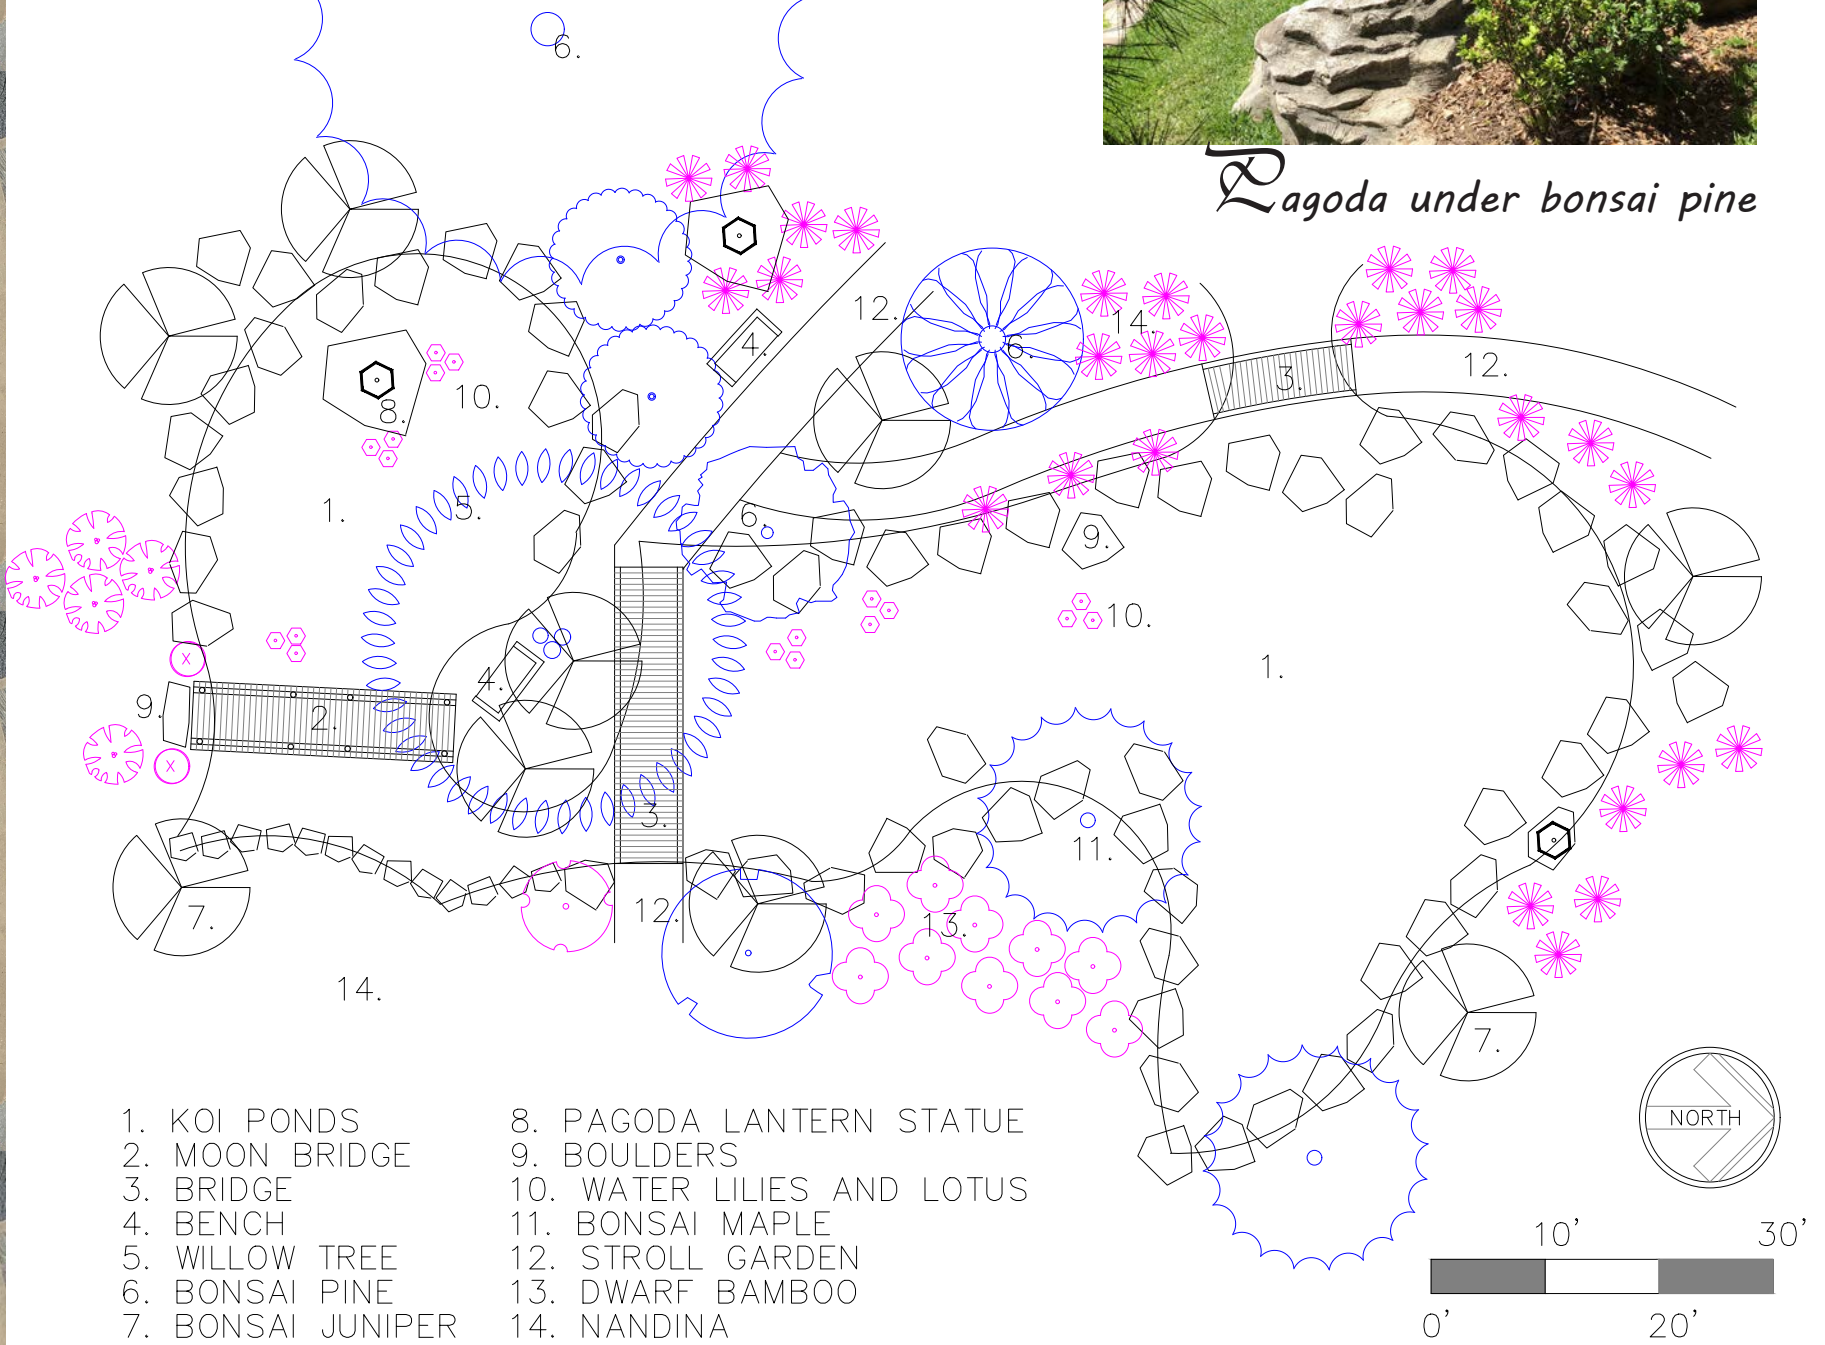 6.
Pagoda under bonsai pine
12.
14.
4.
6.
3.
12.
8.
10.
1.
5.
6.
9.
10.
4.
1.
9.
2.
3.
11.
7.
12.
13.
14.
7.
NORTH
1. KOI PONDS
2. MOON BRIDGE
3. BRIDGE
4. BENCH
5. WILLOW TREE
6. BONSAI PINE
7. BONSAI JUNIPER
8. PAGODA LANTERN STATUE
9. BOULDERS
10. WATER LILIES AND LOTUS
11. BONSAI MAPLE
12. STROLL GARDEN
13. DWARF BAMBOO
14. NANDINA
10' 30'
0' 20'
X
X